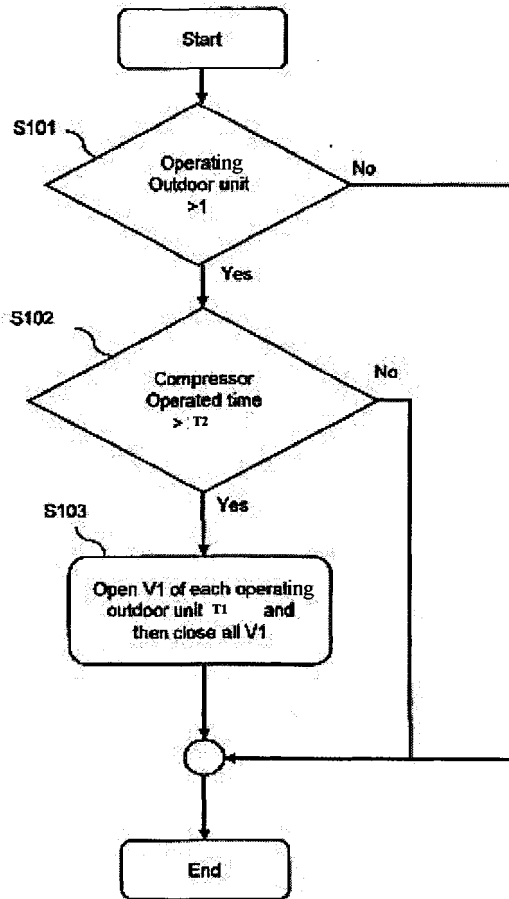 Start
S101
Operating
Outdoor unit
>1
No
Yes
S102
Compressor
Operated time
> T2
No
Yes
S103
Open V1 of each operating
outdoor unit T1 and
then close all V1
End